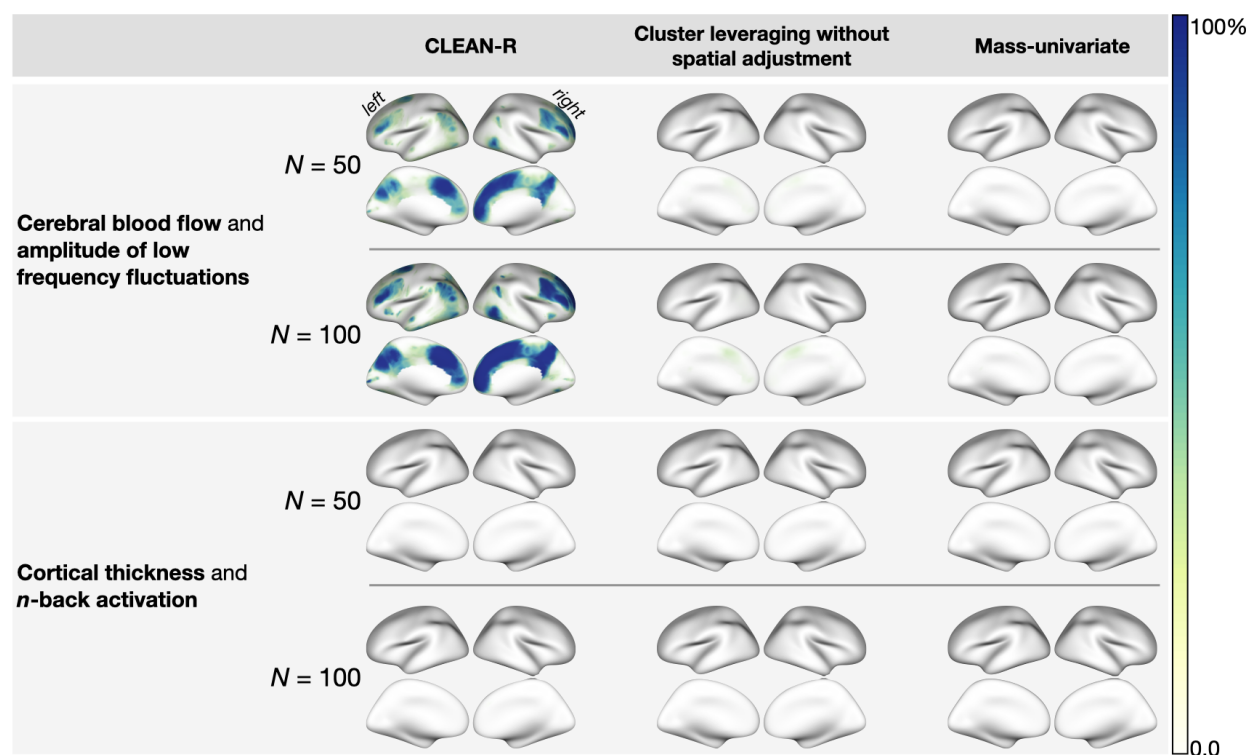 CLEAN-R
Cluster leveraging without
spatial adjustment
Mass-univariate
100%
left
right
N = 50
Cerebral blood flow and
amplitude of low
frequency fluctuations
N = 100
N = 50
Cortical thickness and
n-back activation
N = 100
0.0